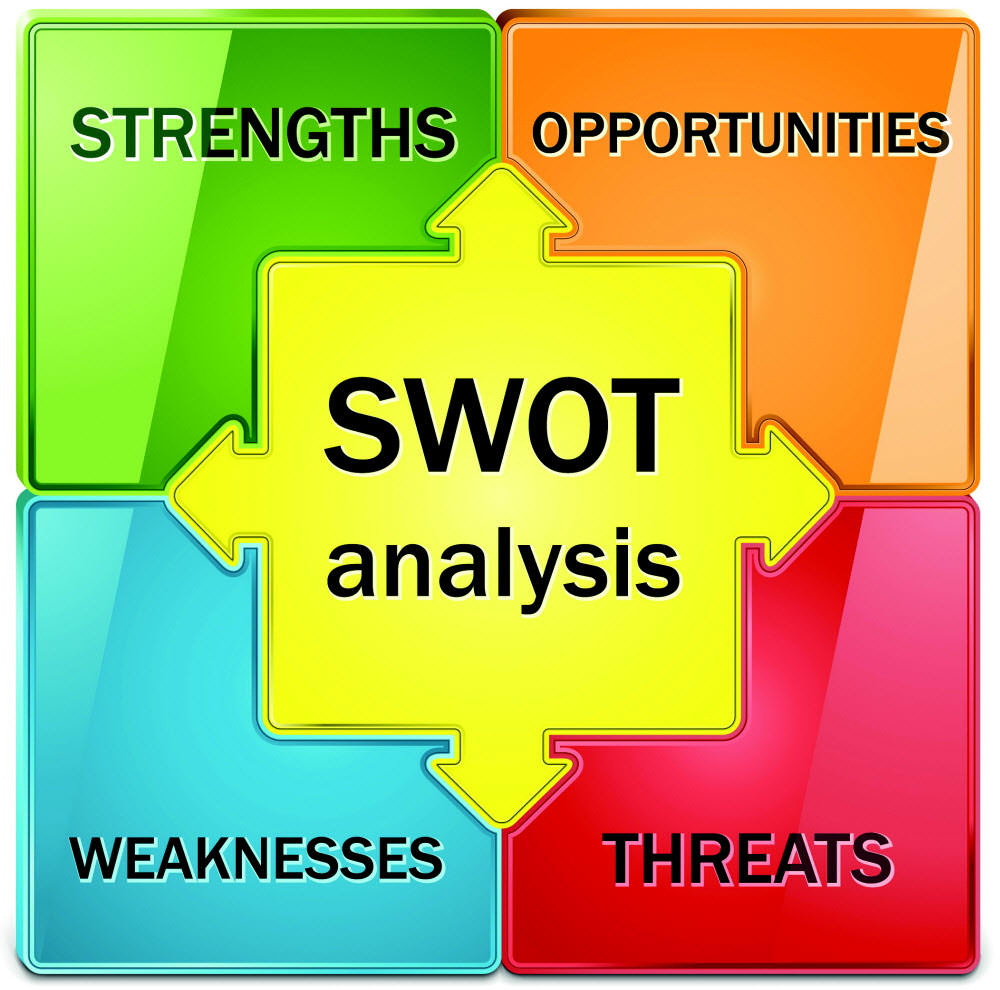 STRENGTHS
OPPORTUNITIES
SWOT
analysis
WEAKNESSES
THREATS